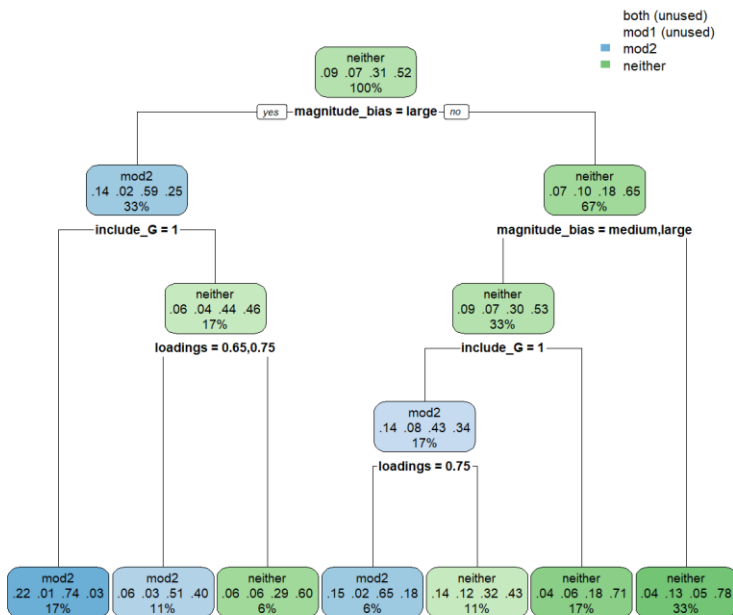 both (unused)
mod1 (unused)
mod2
neither
neither
.09 .07 .31 .52
100%
yes magnitude_bias = large no
mod2
.14 .02 .59 .25
33%
neither
.07 .10 .18 .65
67%
include_G = 1
magnitude_bias = medium,large
neither
.06 .04 .44 .46
17%
neither
.09 .07 .30 .53
33%
loadings = 0.65,0.75
include_G = 1
mod2
.14 .08 .43 .34
17%
loadings = 0.75
mod2
.22 .01 .74 .03
17%
mod2
.06 .03 .51 .40
11%
neither
.06 .06 .29 .60
6%
mod2
.15 .02 .65 .18
6%
neither
.14 .12 .32 .43
11%
neither
.04 .06 .18 .71
17%
neither
.04 .13 .05 .78
33%